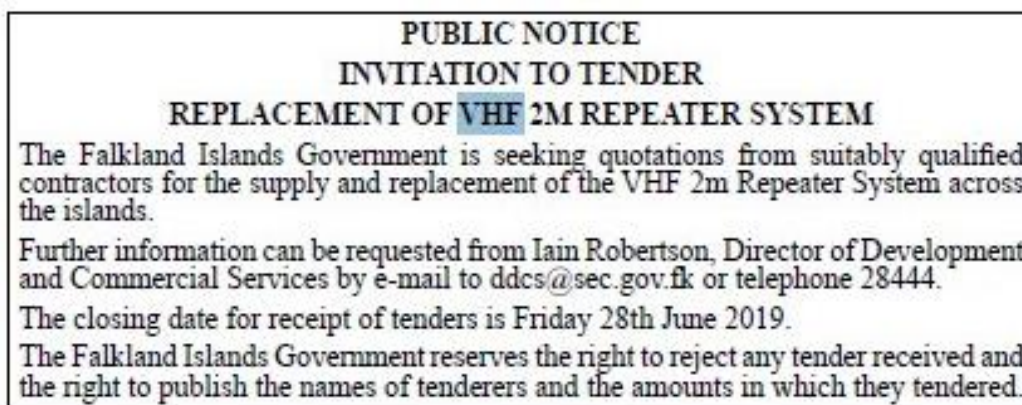 PUBLIC NOTICE
INVITATION TO TENDER
REPLACEMENT OF VHF 2M REPEATER SYSTEM
The Falkland Islands Government is seeking quotations from suitably qualified
contractors for the supply and replacement of the VHF 2m Repeater System across
the islands.
Further information can be requested from Iain Robertson, Director of Development
and Commercial Services by e-mail to ddcs@sec.gov.fk or telephone 28444.
The closing date for receipt of tenders is Friday 28th June 2019.
The Falkland Islands Government reserves the right to reject any tender received and
the right to publish the names of tenderers and the amounts in which they tendered.